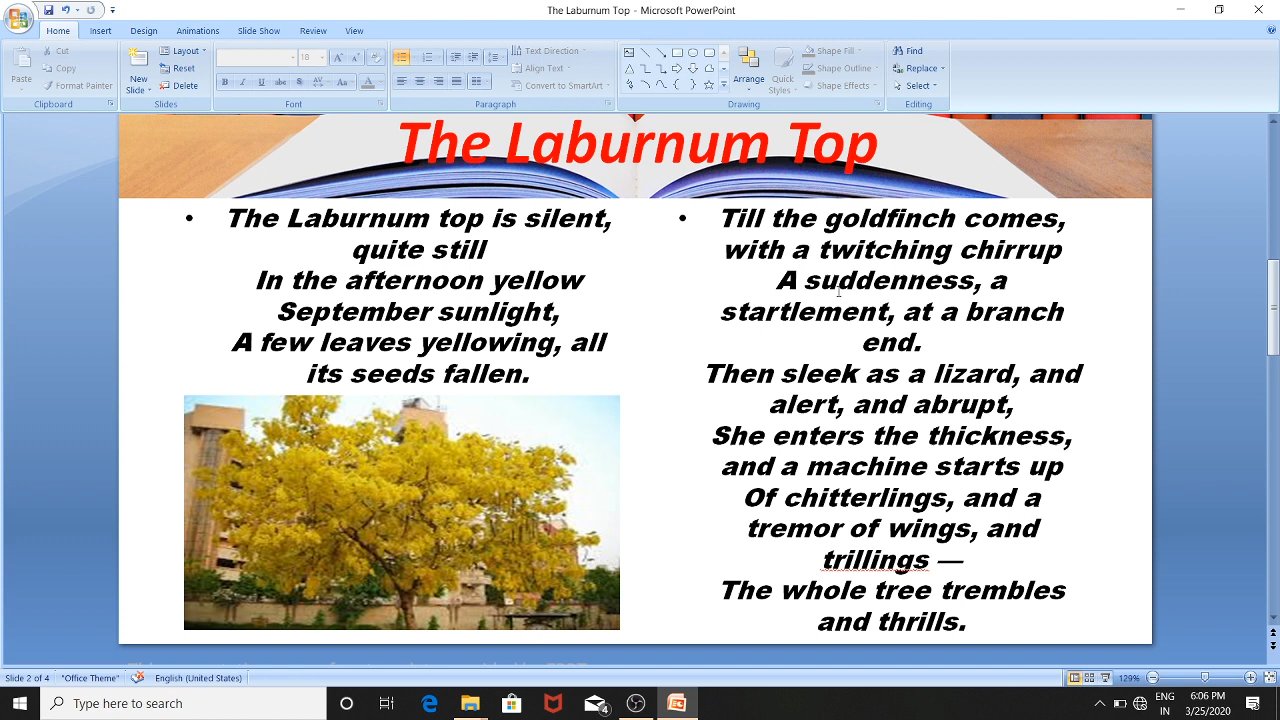 The Laburnum Top - Microsoft PowerPoint
Home Insert Design Animations Slide Show Review View
Cut
Copy
Format Painter
Paste
Clipboard
New Slide
Layout
Reset
Delete
Slides
18
B I U abc S AV Aa A
Font
Text Direction
Align Text
Convert to SmartArt
Paragraph
Arrange
Quick Styles
Shape Fill
Shape Outline
Shape Effects
Drawing
Find
Replace
Select
Editing
The Laburnum Top
• The Laburnum top is silent,
quite still
In the afternoon yellow
September sunlight,
A few leaves yellowing, all
its seeds fallen.
• Till the goldfinch comes,
with a twitching chirrup
A suddenness, a
startlement, at a branch
end.
Then sleek as a lizard, and
alert, and abrupt,
She enters the thickness,
and a machine starts up
Of chitterlings, and a
tremor of wings, and
trillings —
The whole tree trembles
and thrills.
Slide 2 of 4 "Office Theme" English (United States) 129%
Type here to search
4
ENG
IN
6:06 PM
3/25/2020